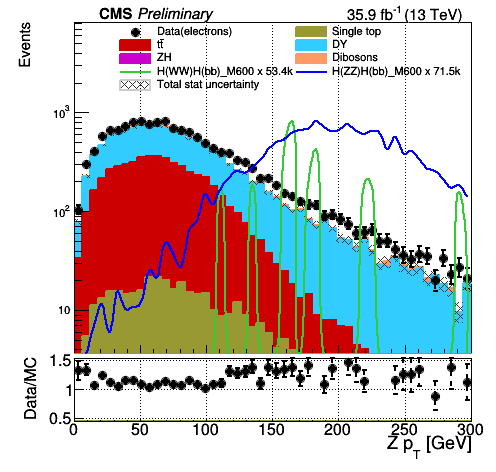 CMS Preliminary 35.9 fb⁻¹ (13 TeV)
Data(electrons) Single top
tt̄ DY
ZH Dibosons
H(WW)H(bb)_M600 x 53.4k H(ZZ)H(bb)_M600 x 71.5k
Total stat uncertainty
Events
10³
10²
10
Data/MC
1.5
1
0.5
0 50 100 150 200 250 300
Z p_T [GeV]